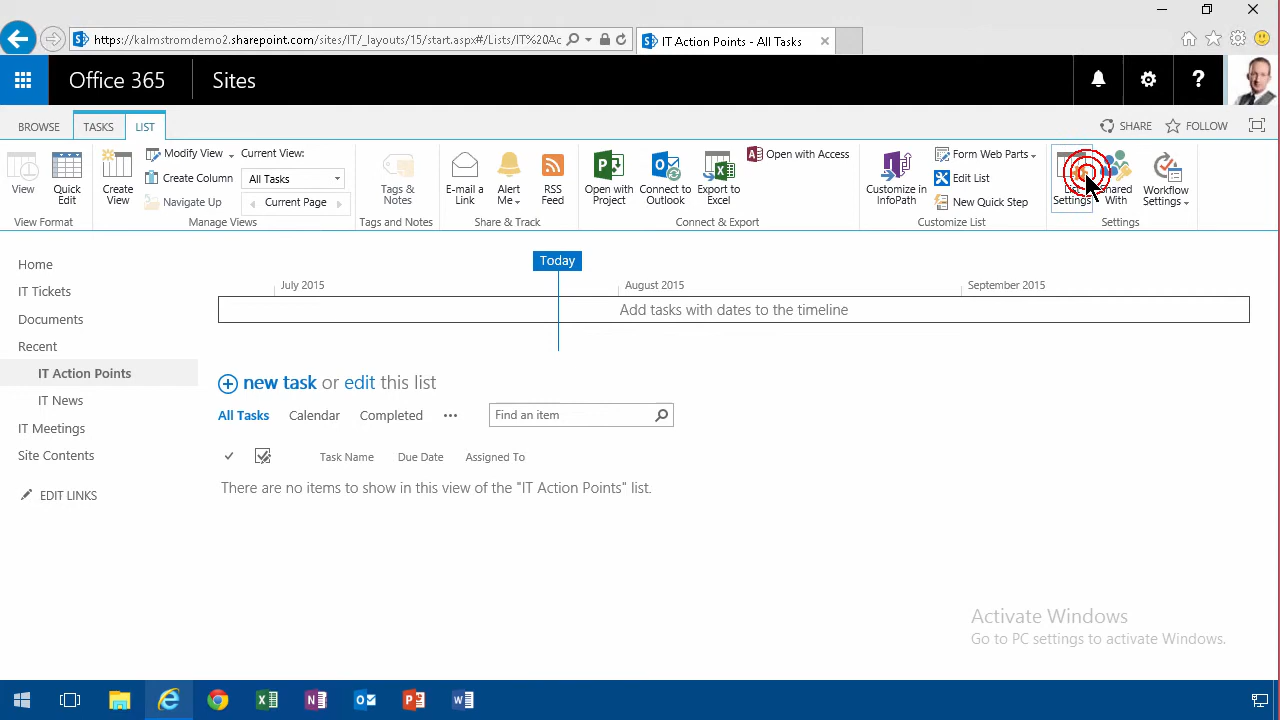 https://kalmstromdemo2.sharepoint.com/sites/IT/_layouts/15/start.aspx#/Lists/IT%20Ac
IT Action Points - All Tasks
Office 365
Sites
?
BROWSE
TASKS
LIST
SHARE
FOLLOW
View
Quick Edit
View Format
Create View
Modify View
Create Column
Navigate Up
Current View:
All Tasks
Current Page
Manage Views
Tags & Notes
Tags and Notes
E-mail a Link
Alert Me
RSS Feed
Share & Track
Open with Project
Connect to Outlook
Export to Excel
Open with Access
Connect & Export
Customize in InfoPath
Form Web Parts
Edit List
New Quick Step
Customize List
Settings
With
Workflow Settings
Settings
Home
IT Tickets
Documents
Recent
IT Action Points
IT News
IT Meetings
Site Contents
EDIT LINKS
Today
July 2015
August 2015
September 2015
Add tasks with dates to the timeline
new task or edit this list
All Tasks
Calendar
Completed
Find an item
Task Name
Due Date
Assigned To
There are no items to show in this view of the "IT Action Points" list.
Activate Windows
Go to PC settings to activate Windows.